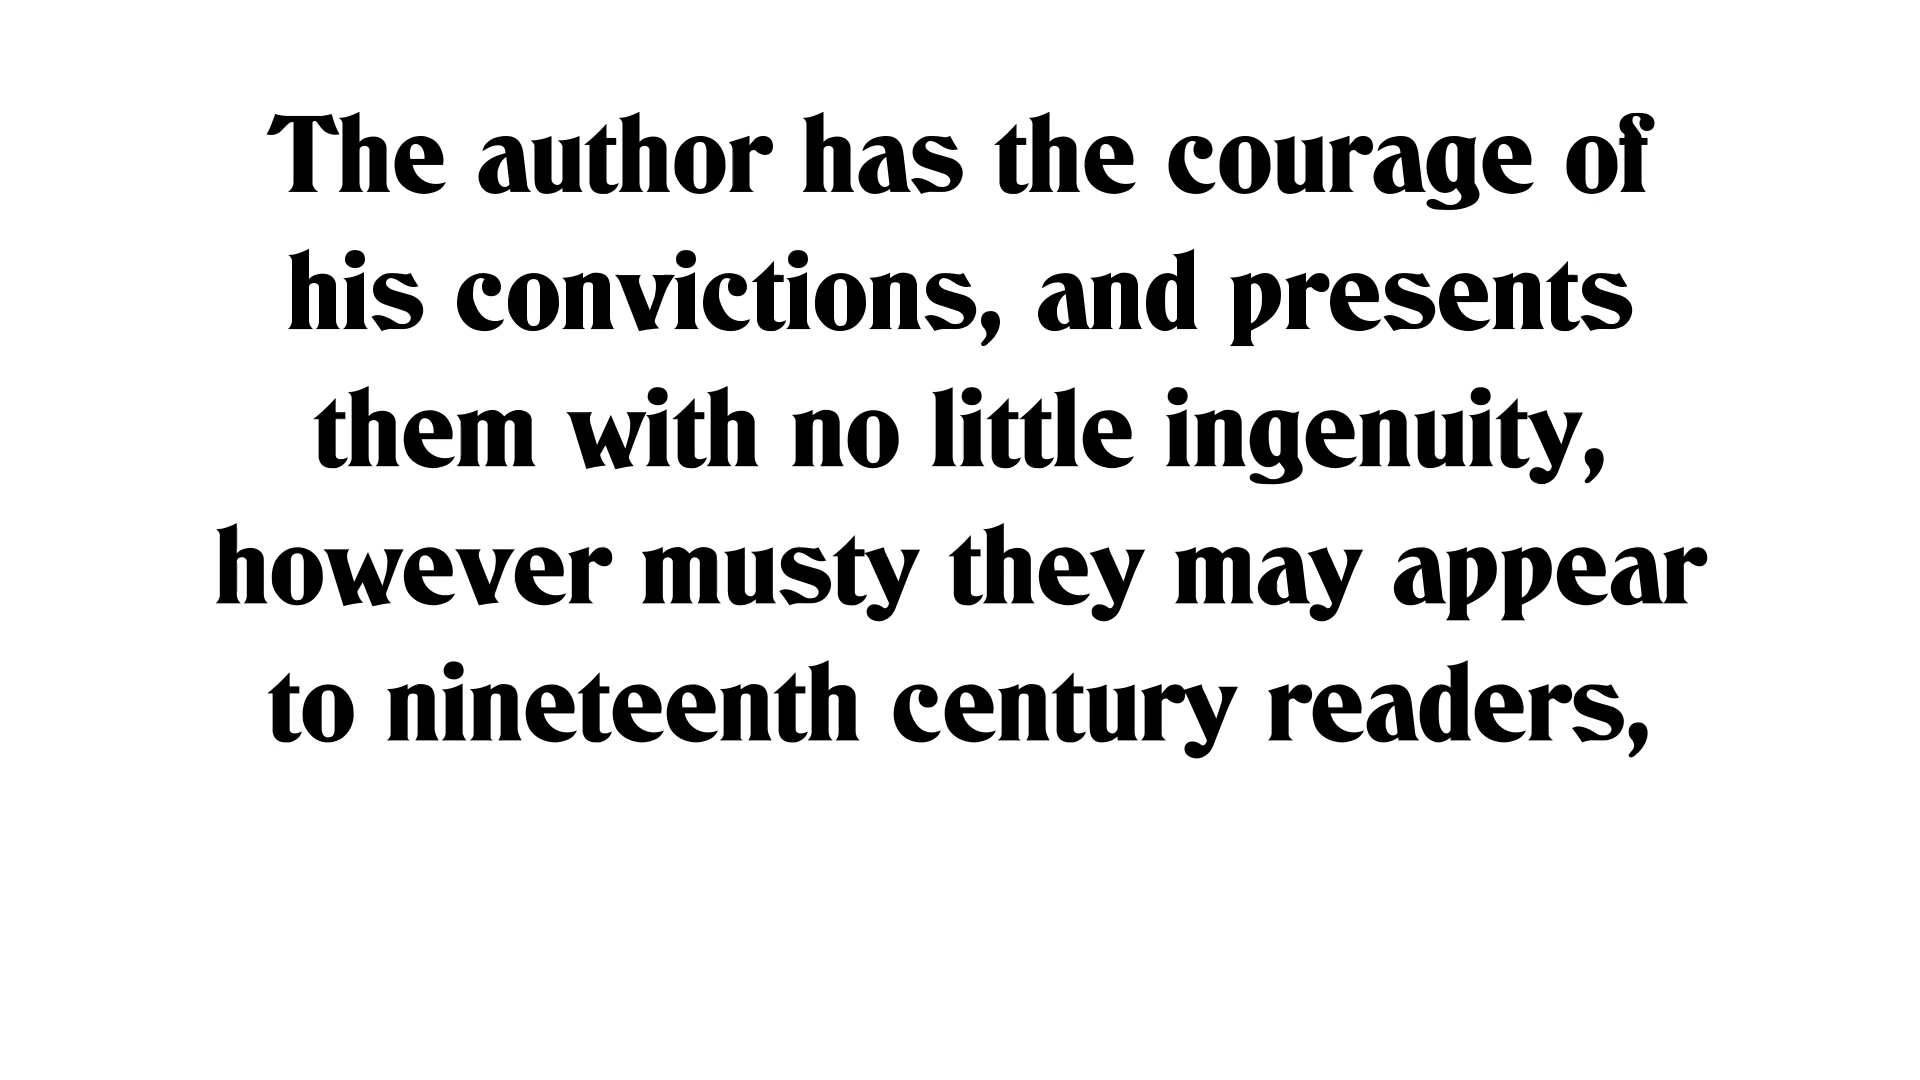 The author has the courage of
his convictions, and presents
them with no little ingenuity,
however musty they may appear
to nineteenth century readers,